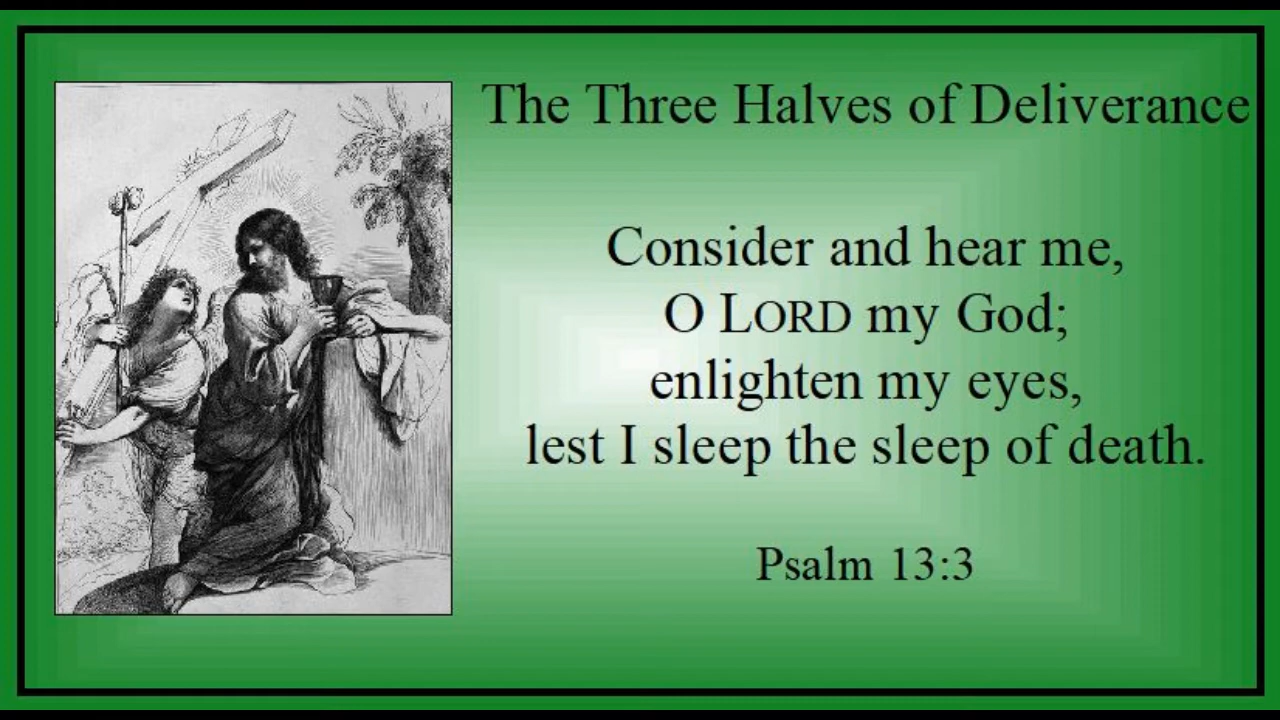 The Three Halves of Deliverance
Consider and hear me,
O LORD my God;
enlighten my eyes,
lest I sleep the sleep of death.
Psalm 13:3